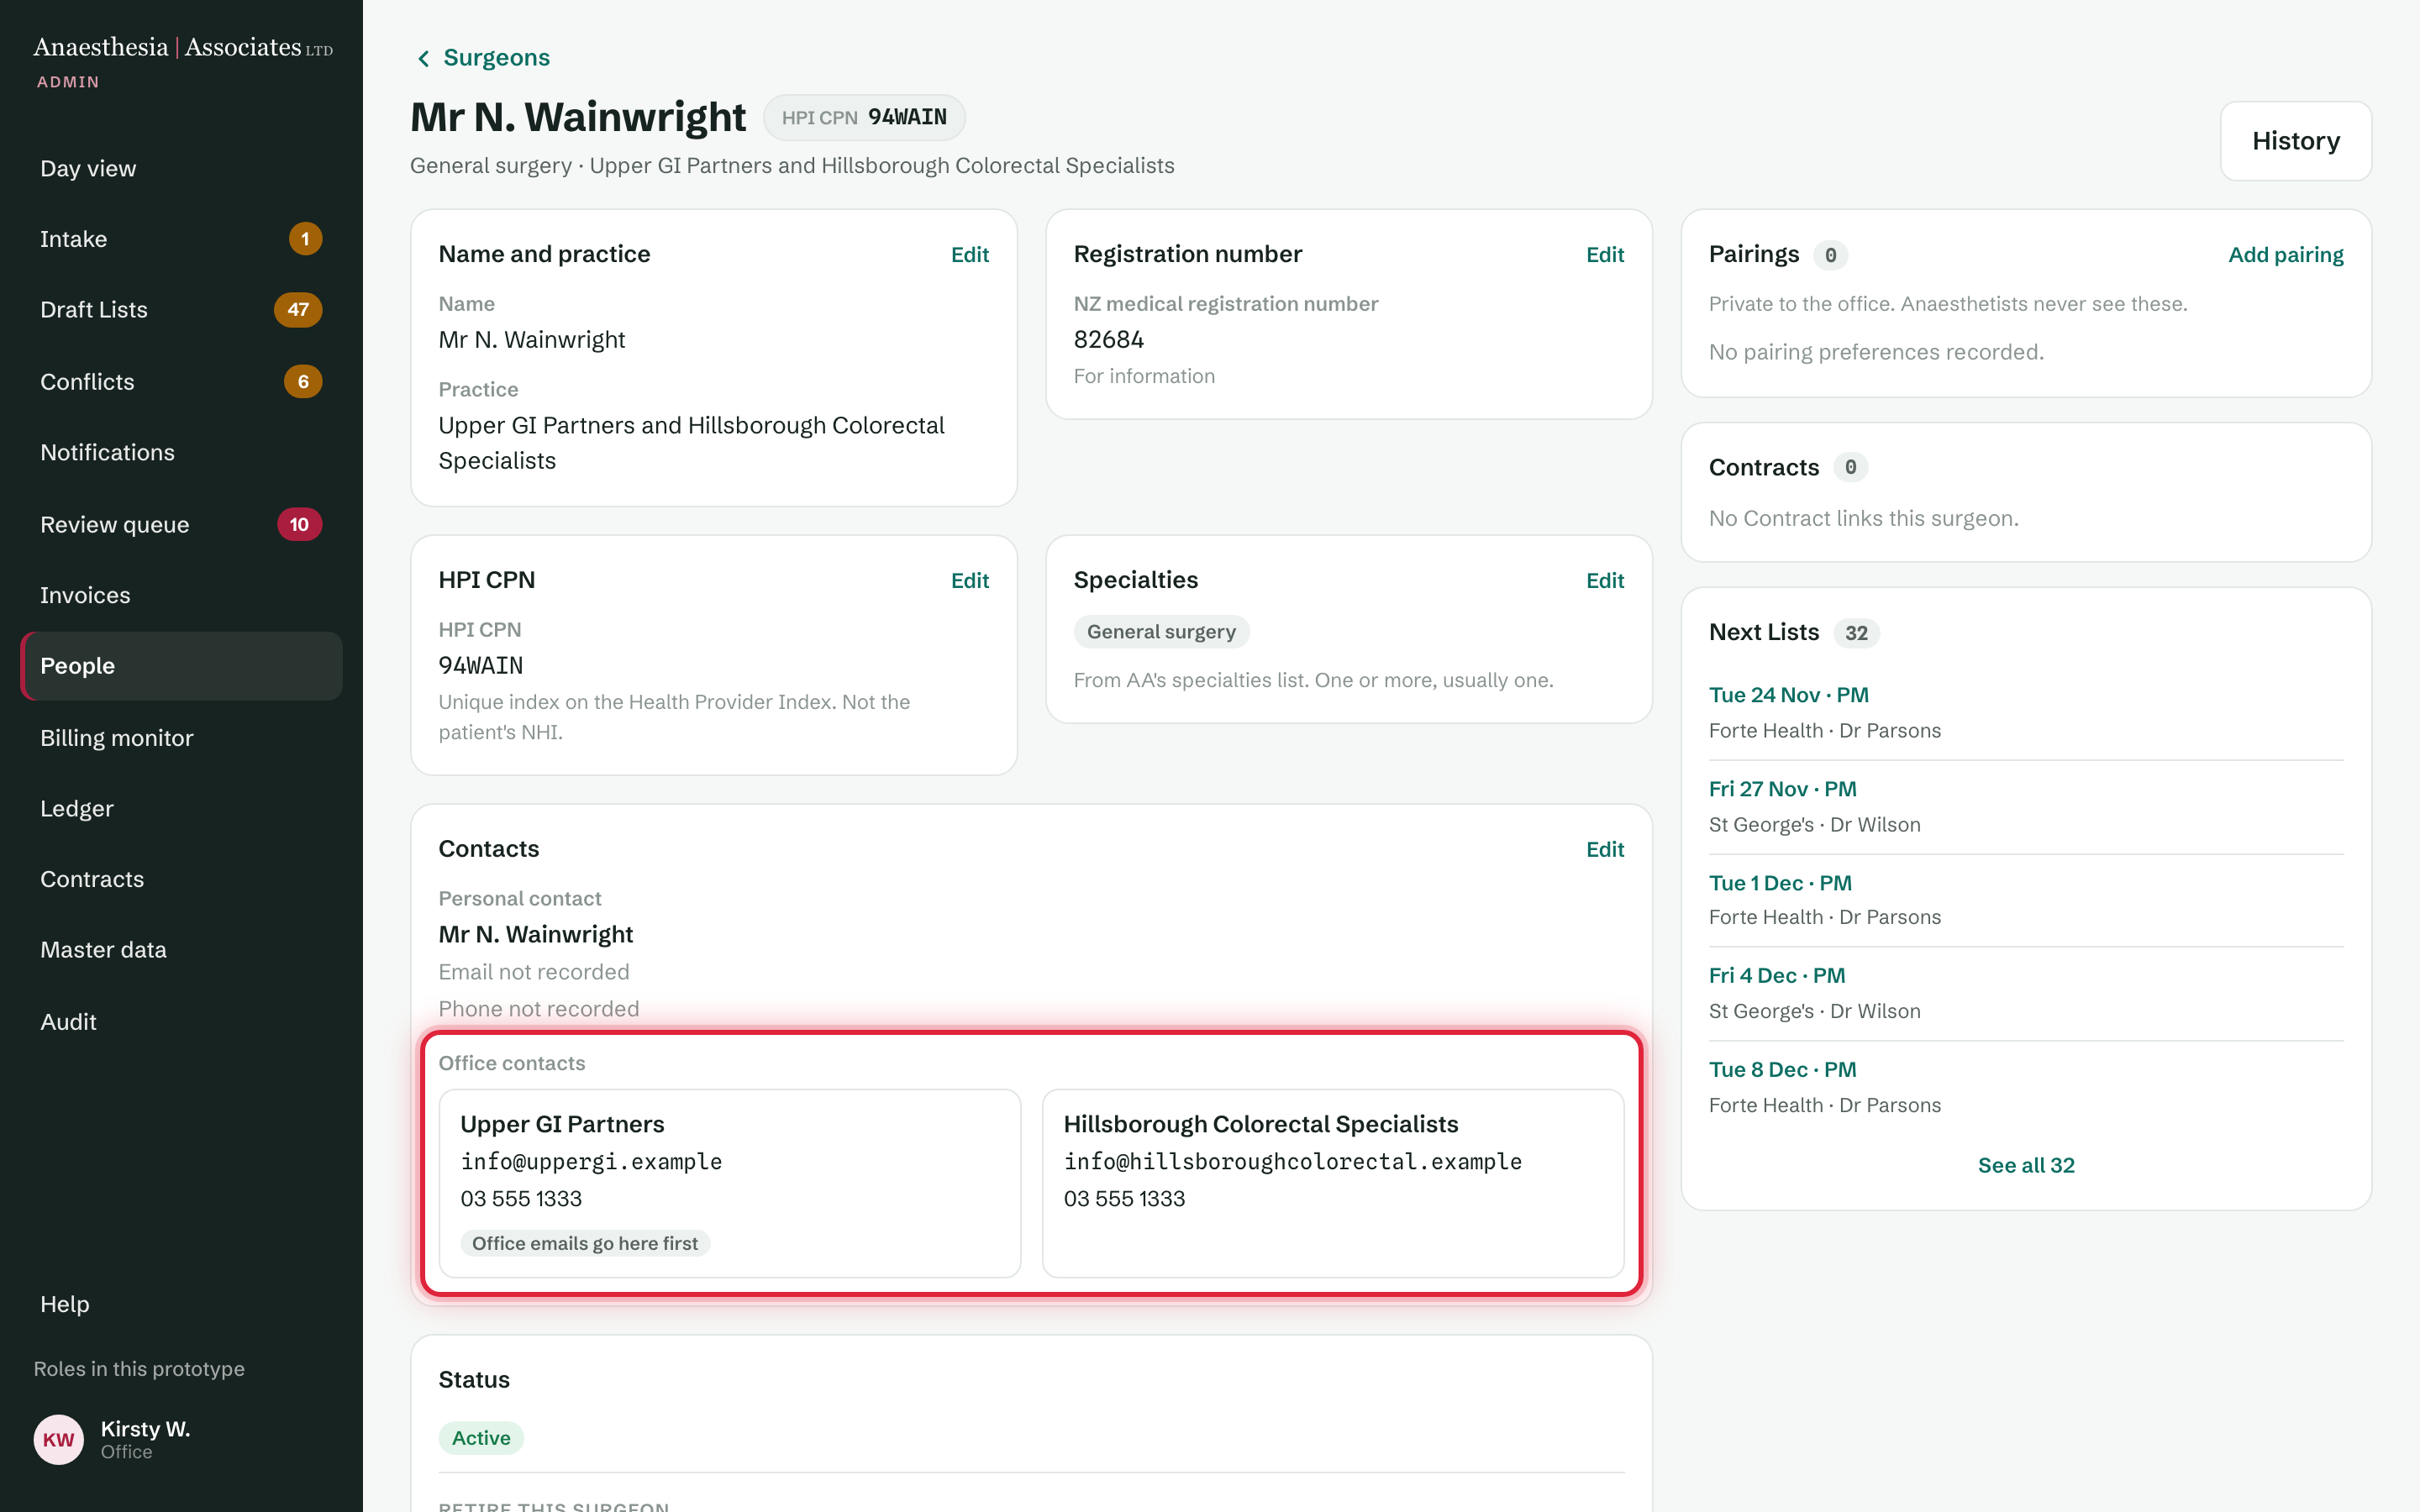 Anaesthesia | Associates LTD
ADMIN
Day view
Intake 1
Draft Lists 47
Conflicts 6
Notifications
Review queue 10
Invoices
People
Billing monitor
Ledger
Contracts
Master data
Audit
Help
Roles in this prototype
KW Kirsty W.
Office
Surgeons
Mr N. Wainwright HPI CPN 94WAIN
General surgery · Upper GI Partners and Hillsborough Colorectal Specialists
History
Name and practice Edit
Name
Mr N. Wainwright
Practice
Upper GI Partners and Hillsborough Colorectal
Specialists
Registration number Edit
NZ medical registration number
82684
For information
HPI CPN Edit
HPI CPN
94WAIN
Unique index on the Health Provider Index. Not the
patient's NHI.
Specialties Edit
General surgery
From AA's specialties list. One or more, usually one.
Contacts Edit
Personal contact
Mr N. Wainwright
Email not recorded
Phone not recorded
Office contacts
Upper GI Partners
info@uppergi.example
03 555 1333
Office emails go here first
Hillsborough Colorectal Specialists
info@hillsboroughcolorectal.example
03 555 1333
Status
Active
RETIRE THIS SURGEON
Pairings 0 Add pairing
Private to the office. Anaesthetists never see these.
No pairing preferences recorded.
Contracts 0
No Contract links this surgeon.
Next Lists 32
Tue 24 Nov · PM
Forte Health · Dr Parsons
Fri 27 Nov · PM
St George's · Dr Wilson
Tue 1 Dec · PM
Forte Health · Dr Parsons
Fri 4 Dec · PM
St George's · Dr Wilson
Tue 8 Dec · PM
Forte Health · Dr Parsons
See all 32